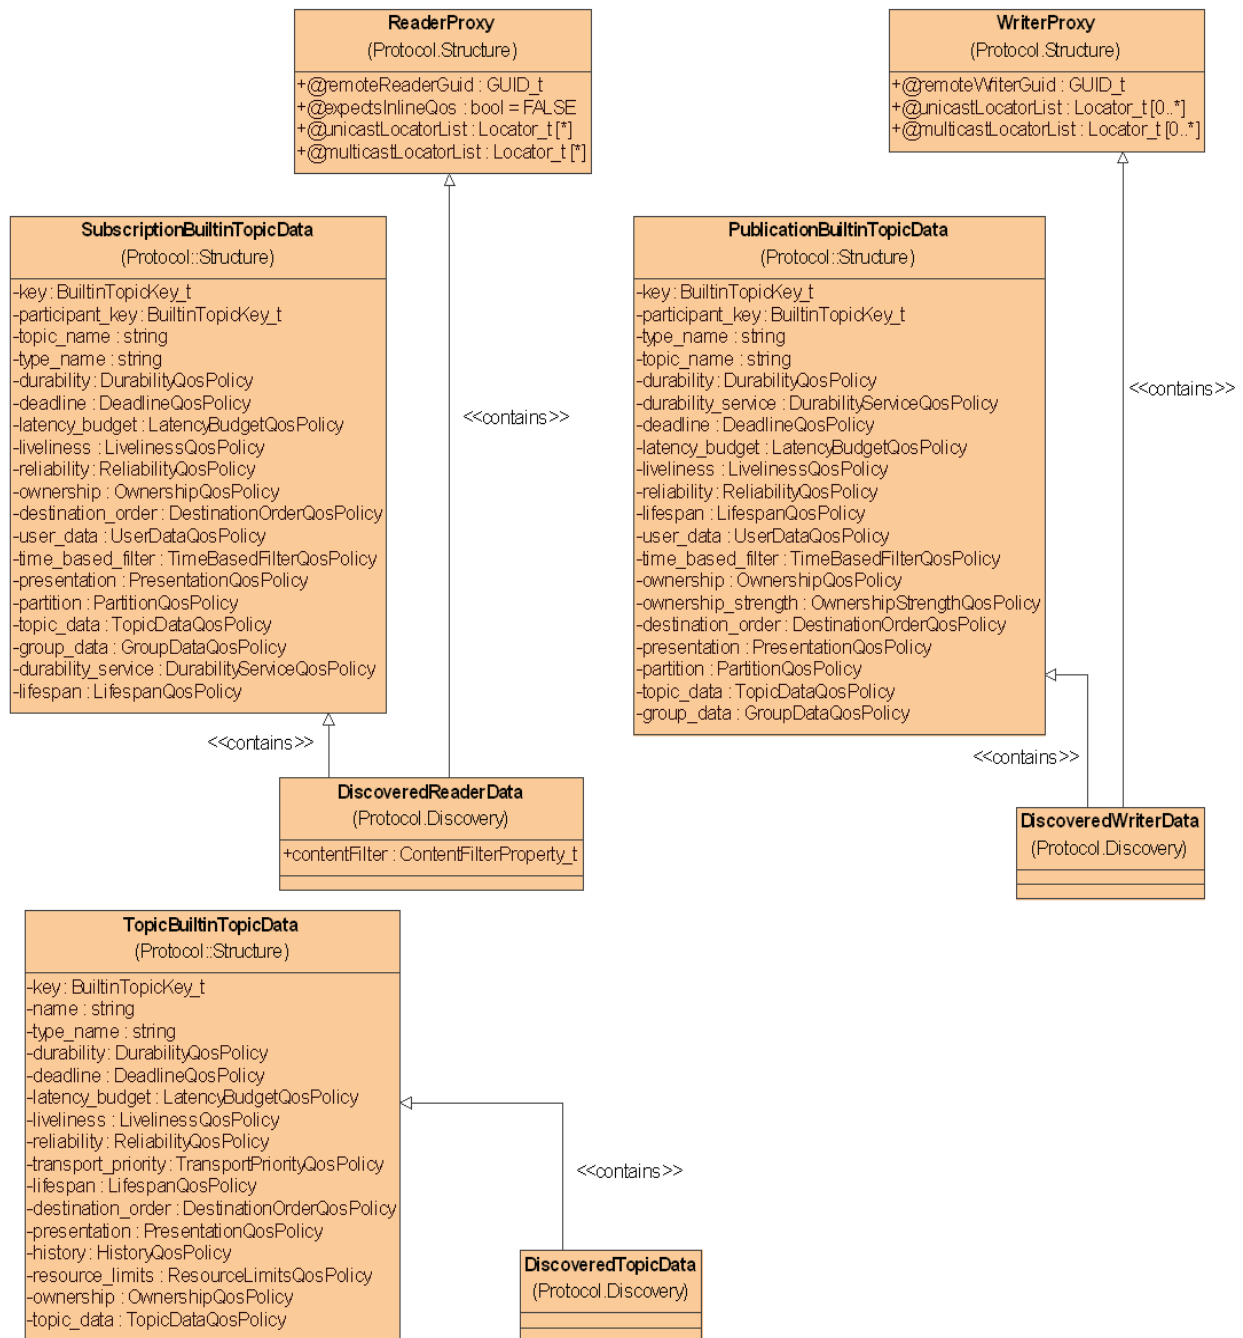 ReaderProxy
(Protocol.Structure)
+@remoteReaderGuid : GUID_t
+@expectsInlineQos : bool = FALSE
+@unicastLocatorList : Locator_t [*]
+@multicastLocatorList : Locator_t [*]
WriterProxy
(Protocol.Structure)
+@remoteWriterGuid : GUID_t
+@unicastLocatorList : Locator_t [0..*]
+@multicastLocatorList : Locator_t [0..*]
SubscriptionBuiltinTopicData
(Protocol::Structure)
-key : BuiltinTopicKey_t
-participant_key : BuiltinTopicKey_t
-topic_name : string
-type_name : string
-durability : DurabilityQosPolicy
-deadline : DeadlineQosPolicy
-latency_budget : LatencyBudgetQosPolicy
-liveliness : LivelinessQosPolicy
-reliability : ReliabilityQosPolicy
-ownership : OwnershipQosPolicy
-destination_order : DestinationOrderQosPolicy
-user_data : UserDataQosPolicy
-time_based_filter : TimeBasedFilterQosPolicy
-presentation : PresentationQosPolicy
-partition : PartitionQosPolicy
-topic_data : TopicDataQosPolicy
-group_data : GroupDataQosPolicy
-durability_service : DurabilityServiceQosPolicy
-lifespan : LifespanQosPolicy
<<contains>>
<<contains>>
PublicationBuiltinTopicData
(Protocol::Structure)
-key : BuiltinTopicKey_t
-participant_key : BuiltinTopicKey_t
-type_name : string
-topic_name : string
-durability : DurabilityQosPolicy
-durability_service : DurabilityServiceQosPolicy
-deadline : DeadlineQosPolicy
-latency_budget : LatencyBudgetQosPolicy
-liveliness : LivelinessQosPolicy
-reliability : ReliabilityQosPolicy
-lifespan : LifespanQosPolicy
-user_data : UserDataQosPolicy
-time_based_filter : TimeBasedFilterQosPolicy
-ownership : OwnershipQosPolicy
-ownership_strength : OwnershipStrengthQosPolicy
-destination_order : DestinationOrderQosPolicy
-presentation : PresentationQosPolicy
-partition : PartitionQosPolicy
-topic_data : TopicDataQosPolicy
-group_data : GroupDataQosPolicy
<<contains>>
<<contains>>
DiscoveredReaderData
(Protocol.Discovery)
+contentFilter : ContentFilterProperty_t
DiscoveredWriterData
(Protocol.Discovery)
TopicBuiltinTopicData
(Protocol::Structure)
-key : BuiltinTopicKey_t
-name : string
-type_name : string
-durability : DurabilityQosPolicy
-deadline : DeadlineQosPolicy
-latency_budget : LatencyBudgetQosPolicy
-liveliness : LivelinessQosPolicy
-reliability : ReliabilityQosPolicy
-transport_priority : TransportPriorityQosPolicy
-lifespan : LifespanQosPolicy
-destination_order : DestinationOrderQosPolicy
-presentation : PresentationQosPolicy
-history : HistoryQosPolicy
-resource_limits : ResourceLimitsQosPolicy
-ownership : OwnershipQosPolicy
-topic_data : TopicDataQosPolicy
<<contains>>
DiscoveredTopicData
(Protocol.Discovery)